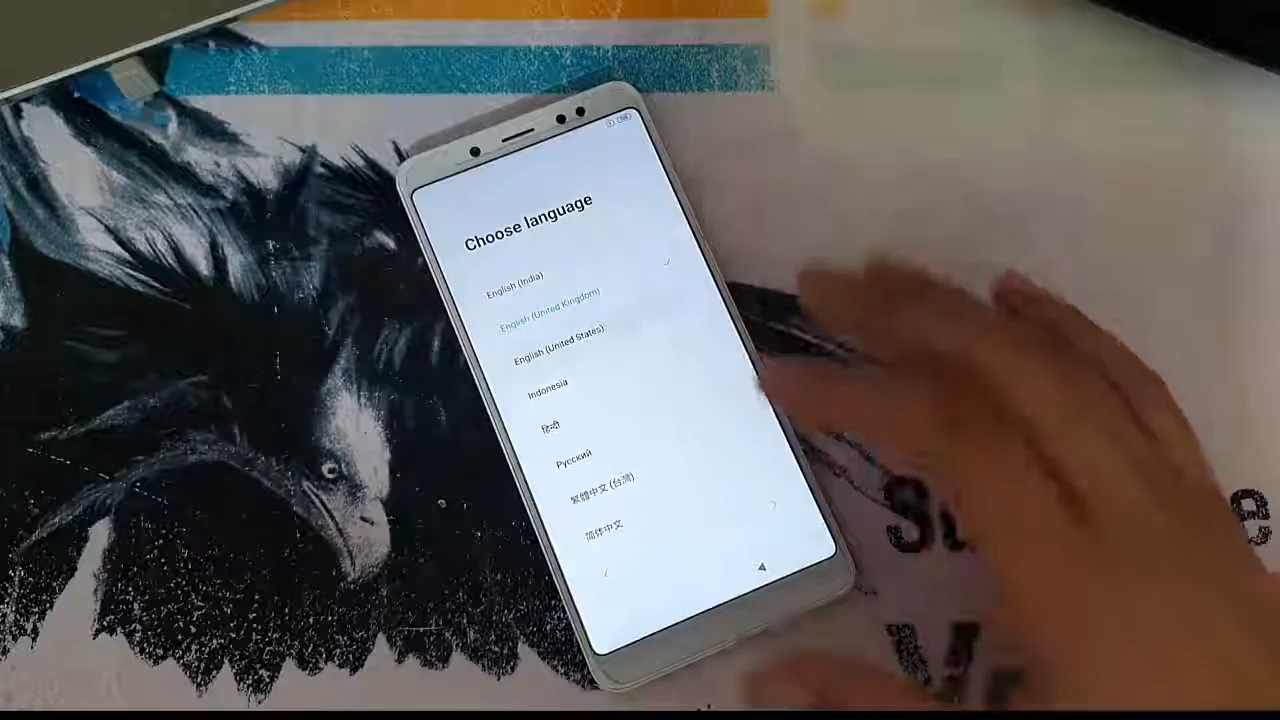 Choose language
English (India)
English (United Kingdom)
English (United States)
Indonesia
हिन्दी
Русский
繁體中文 (台灣)
简体中文